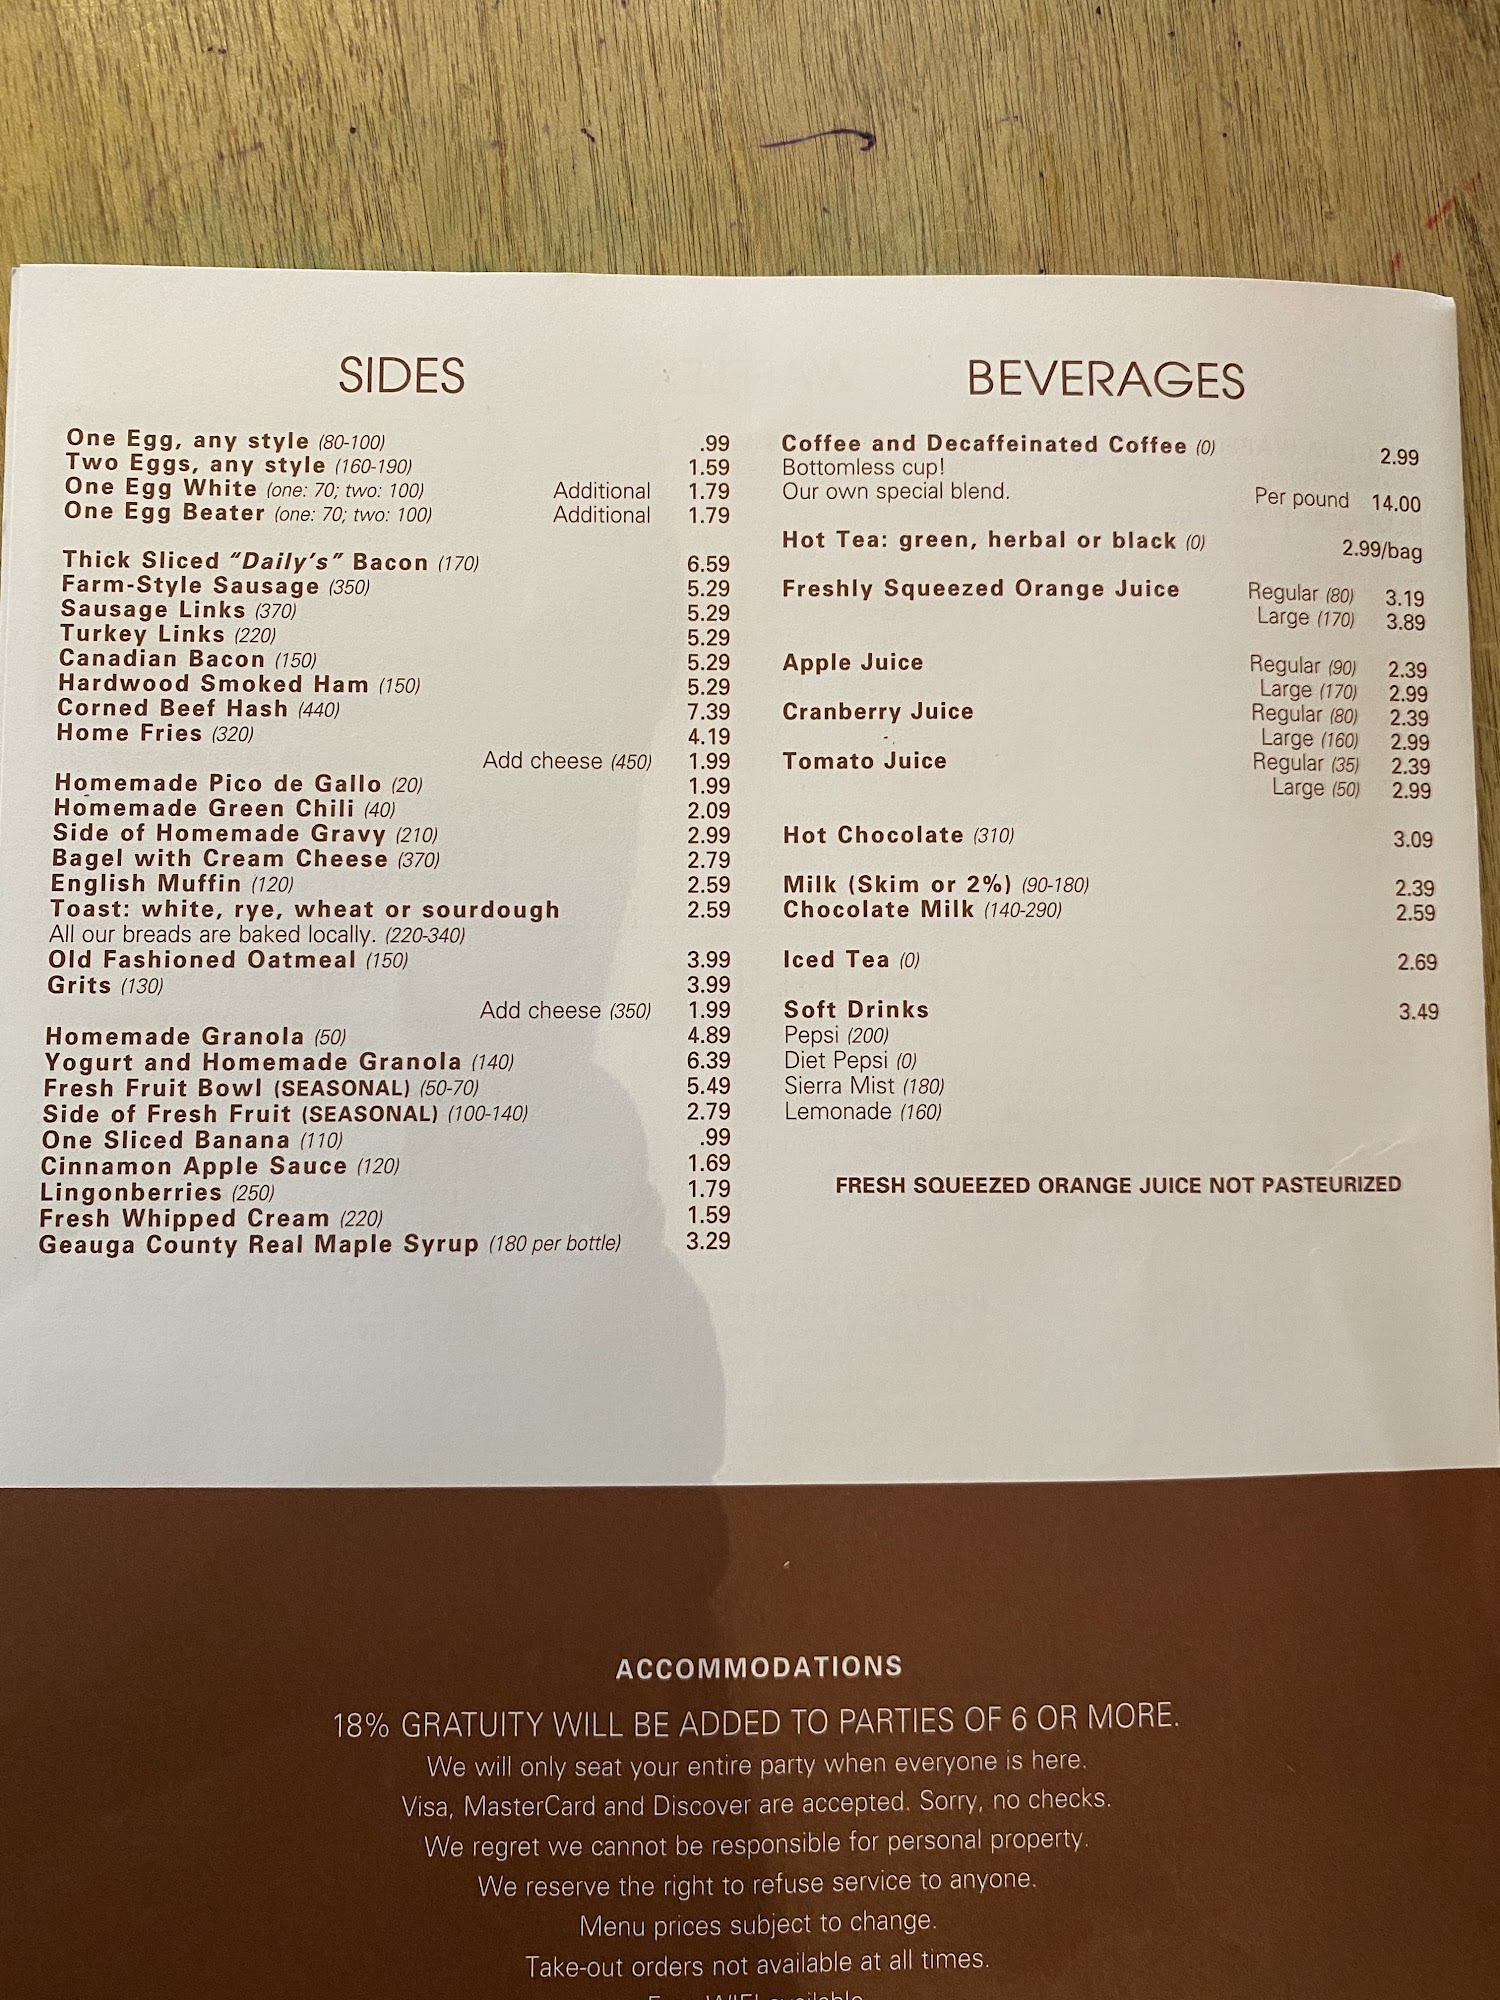 SIDES
One Egg, any style (80-100) .99
Two Eggs, any style (160-190) 1.59
One Egg White (one: 70; two: 100) Additional 1.79
One Egg Beater (one: 70; two: 100) Additional 1.79
Thick Sliced “Daily’s” Bacon (170) 6.59
Farm-Style Sausage (350) 5.29
Sausage Links (370) 5.29
Turkey Links (220) 5.29
Canadian Bacon (150) 5.29
Hardwood Smoked Ham (150) 5.29
Corned Beef Hash (440) 7.39
Home Fries (320) 4.19
Add cheese (450) 1.99
Homemade Pico de Gallo (20) 1.99
Homemade Green Chili (40) 2.09
Side of Homemade Gravy (210) 2.99
Bagel with Cream Cheese (370) 2.79
English Muffin (120) 2.59
Toast: white, rye, wheat or sourdough 2.59
All our breads are baked locally. (220-340)
Old Fashioned Oatmeal (150) 3.99
Grits (130) 3.99
Add cheese (350) 1.99
Homemade Granola (50) 4.89
Yogurt and Homemade Granola (140) 6.39
Fresh Fruit Bowl (SEASONAL) (50-70) 5.49
Side of Fresh Fruit (SEASONAL) (100-140) 2.79
One Sliced Banana (110) .99
Cinnamon Apple Sauce (120) 1.69
Lingonberries (250) 1.79
Fresh Whipped Cream (220) 1.59
Geauga County Real Maple Syrup (180 per bottle) 3.29
BEVERAGES
Coffee and Decaffeinated Coffee (0) 2.99
Bottomless cup!
Our own special blend. Per pound 14.00
Hot Tea: green, herbal or black (0) 2.99/bag
Freshly Squeezed Orange Juice Regular (80) 3.19
Large (170) 3.89
Apple Juice Regular (90) 2.39
Large (170) 2.99
Cranberry Juice Regular (80) 2.39
Large (160) 2.99
Tomato Juice Regular (35) 2.39
Large (50) 2.99
Hot Chocolate (310) 3.09
Milk (Skim or 2%) (90-180) 2.39
Chocolate Milk (140-290) 2.59
Iced Tea (0) 2.69
Soft Drinks 3.49
Pepsi (200)
Diet Pepsi (0)
Sierra Mist (180)
Lemonade (160)
FRESH SQUEEZED ORANGE JUICE NOT PASTEURIZED
ACCOMMODATIONS
18% GRATUITY WILL BE ADDED TO PARTIES OF 6 OR MORE.
We will only seat your entire party when everyone is here.
Visa, MasterCard and Discover are accepted. Sorry, no checks.
We regret we cannot be responsible for personal property.
We reserve the right to refuse service to anyone.
Menu prices subject to change.
Take-out orders not available at all times.